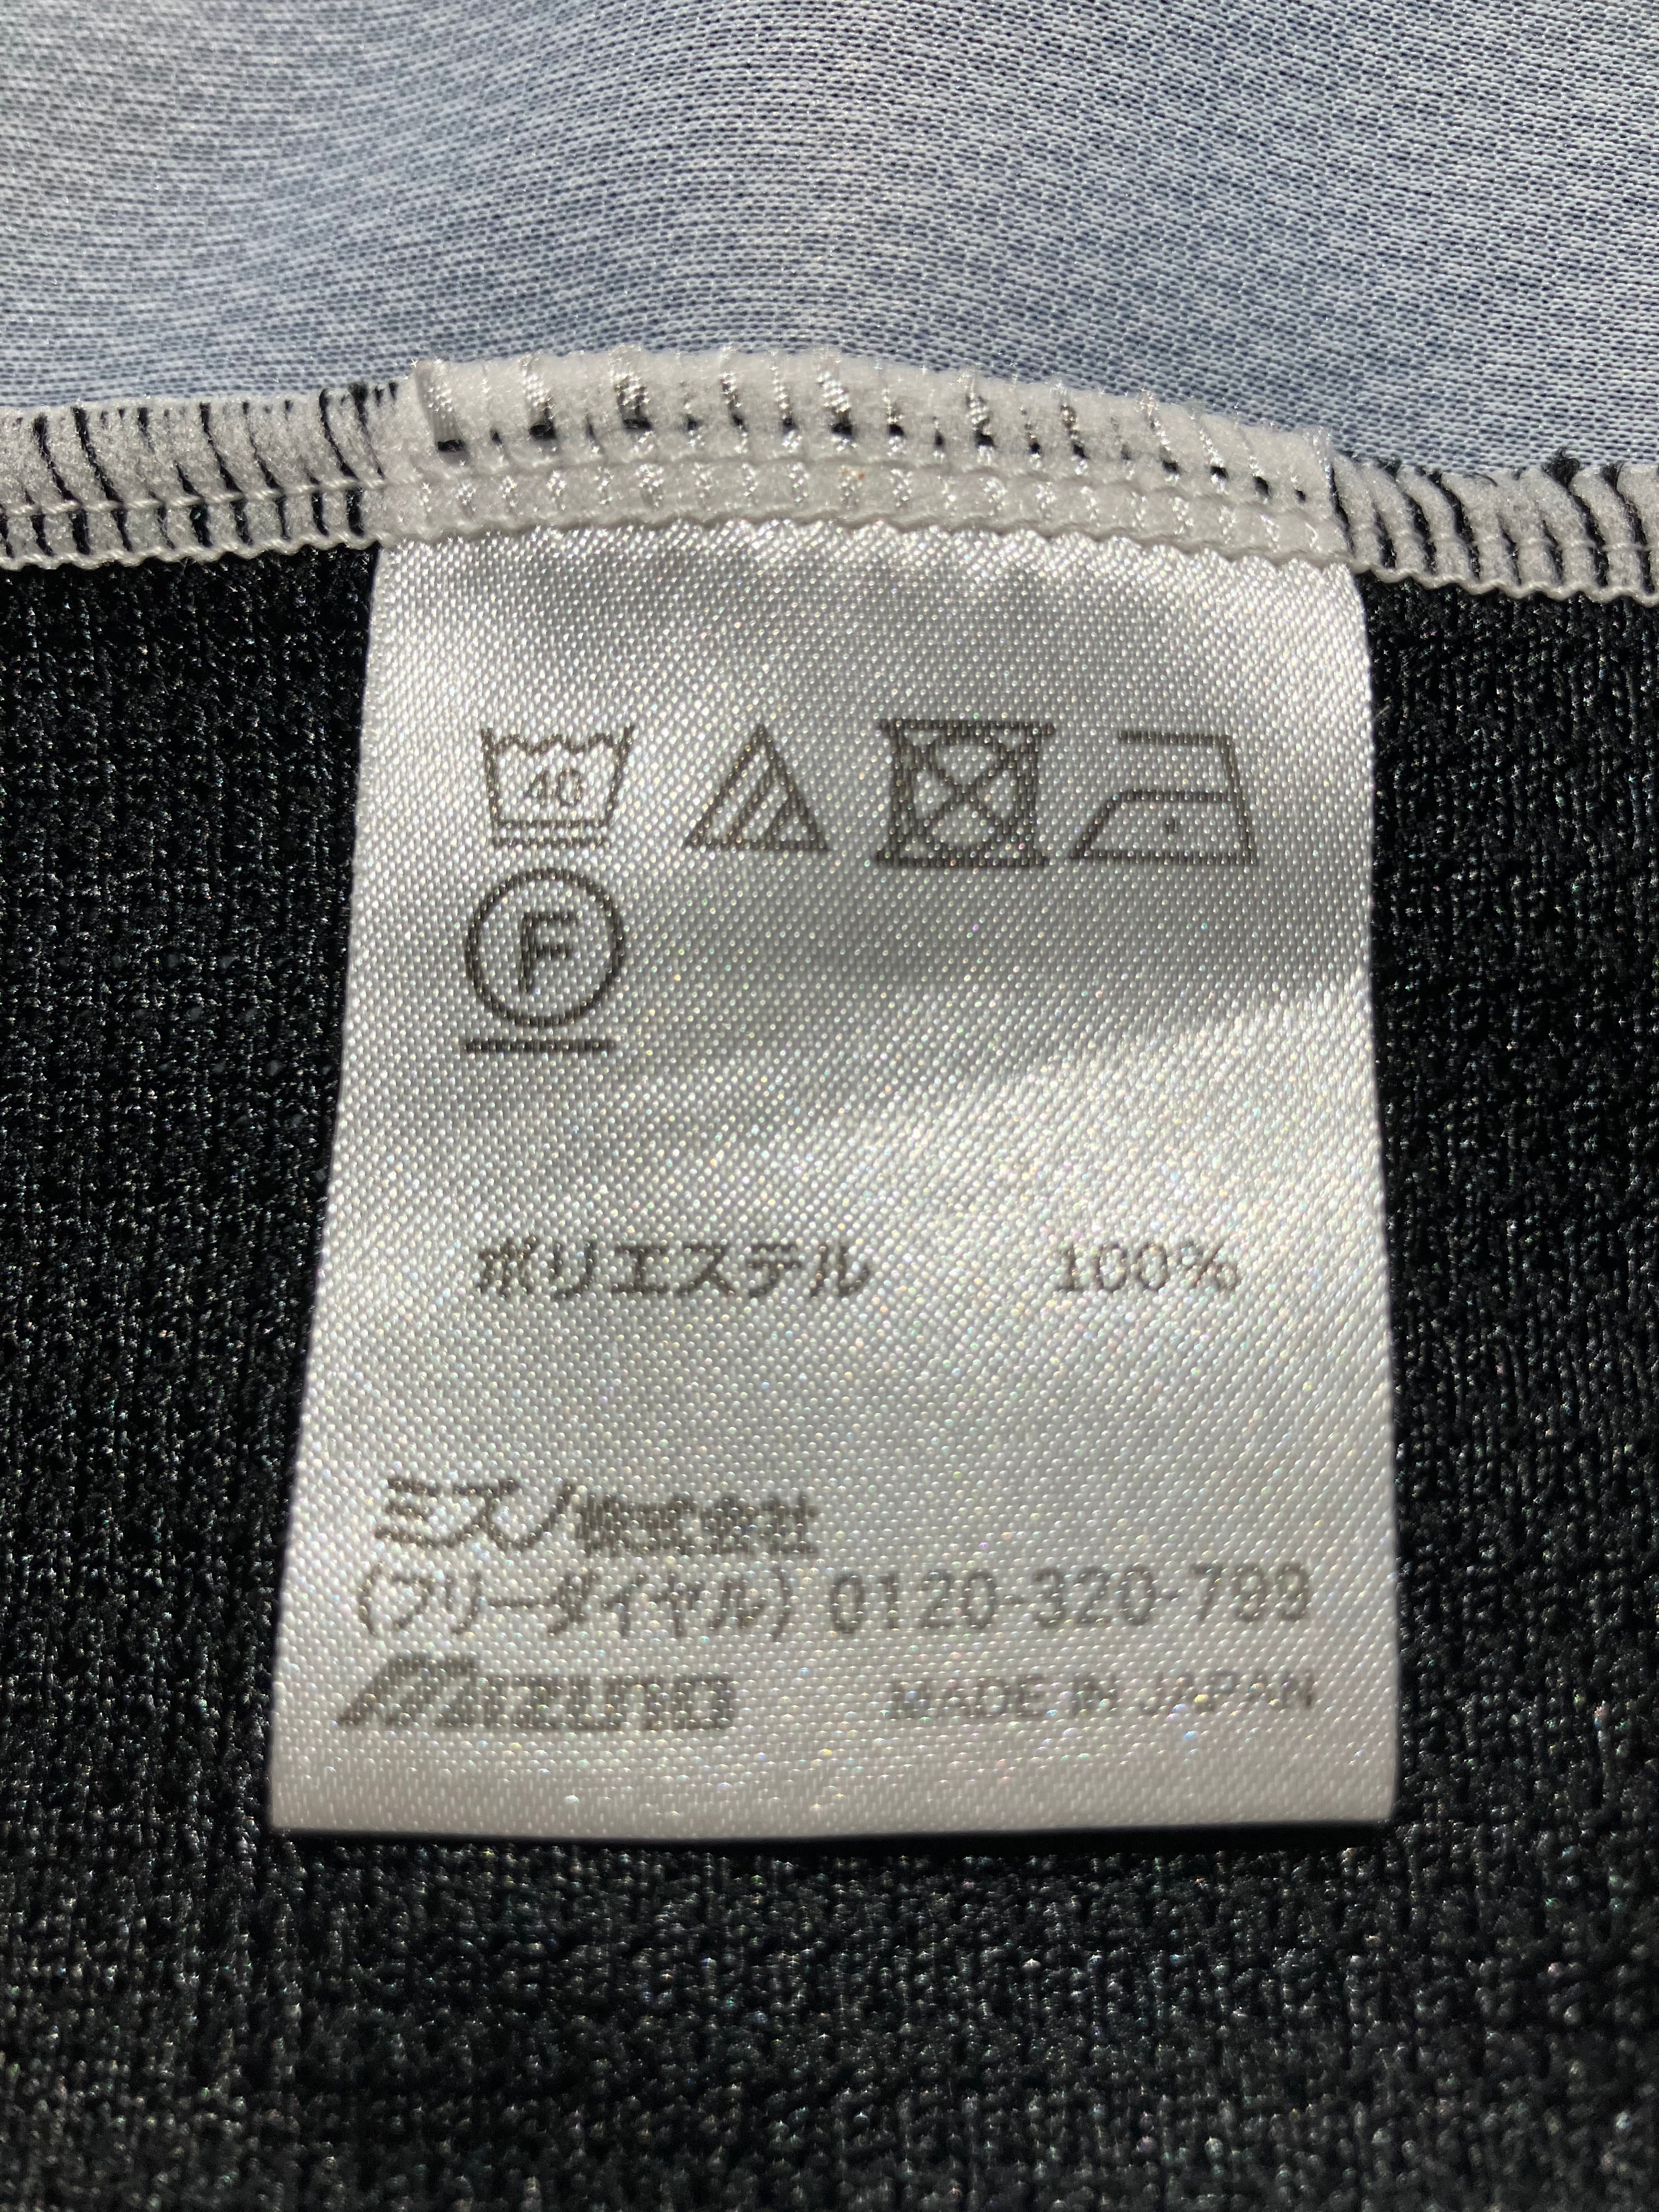 40
F
ポリエステル 100%
ミズノ株式会社
(フリーダイヤル) 0120-320-799
Mizuno MADE IN JAPAN